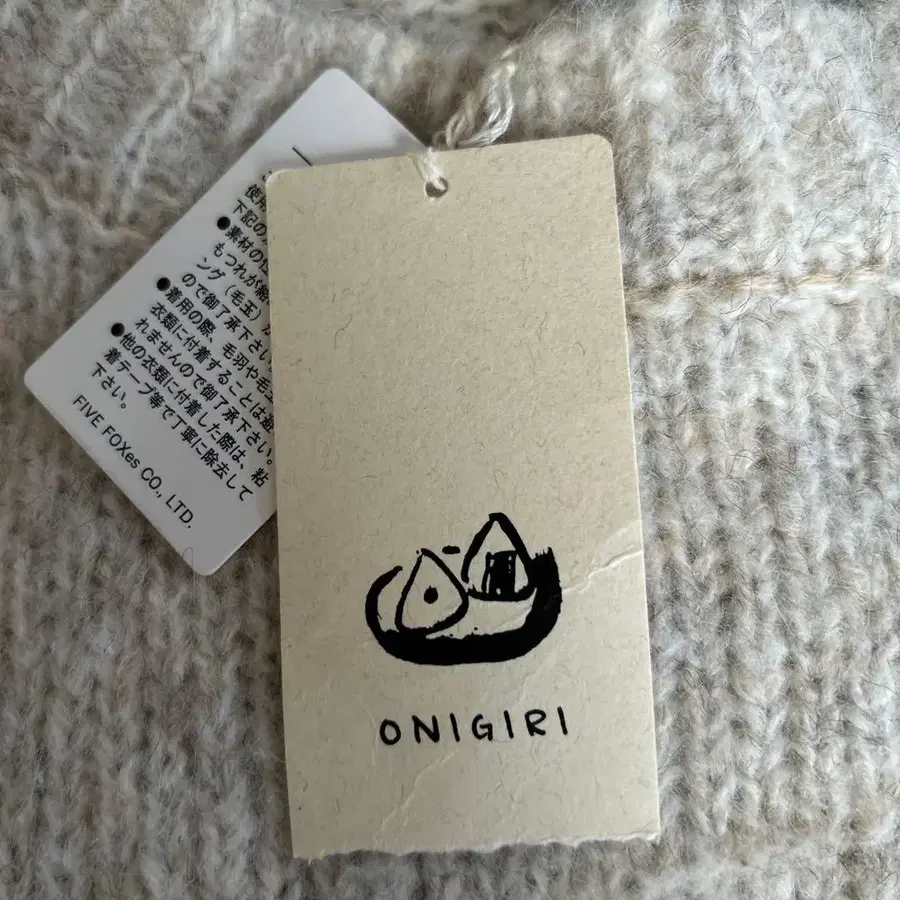 使用
下記の
●素材の
もつれが
ング（毛玉）が
ので御了承下さい
●着用の際、毛羽や毛
衣類に付着することは避
れませんので御了承下さい。
●他の衣類に付着した際は、粘
着テープ等で丁寧に除去して
下さい。
FIVE FOXes CO., LTD.
ONIGIRI